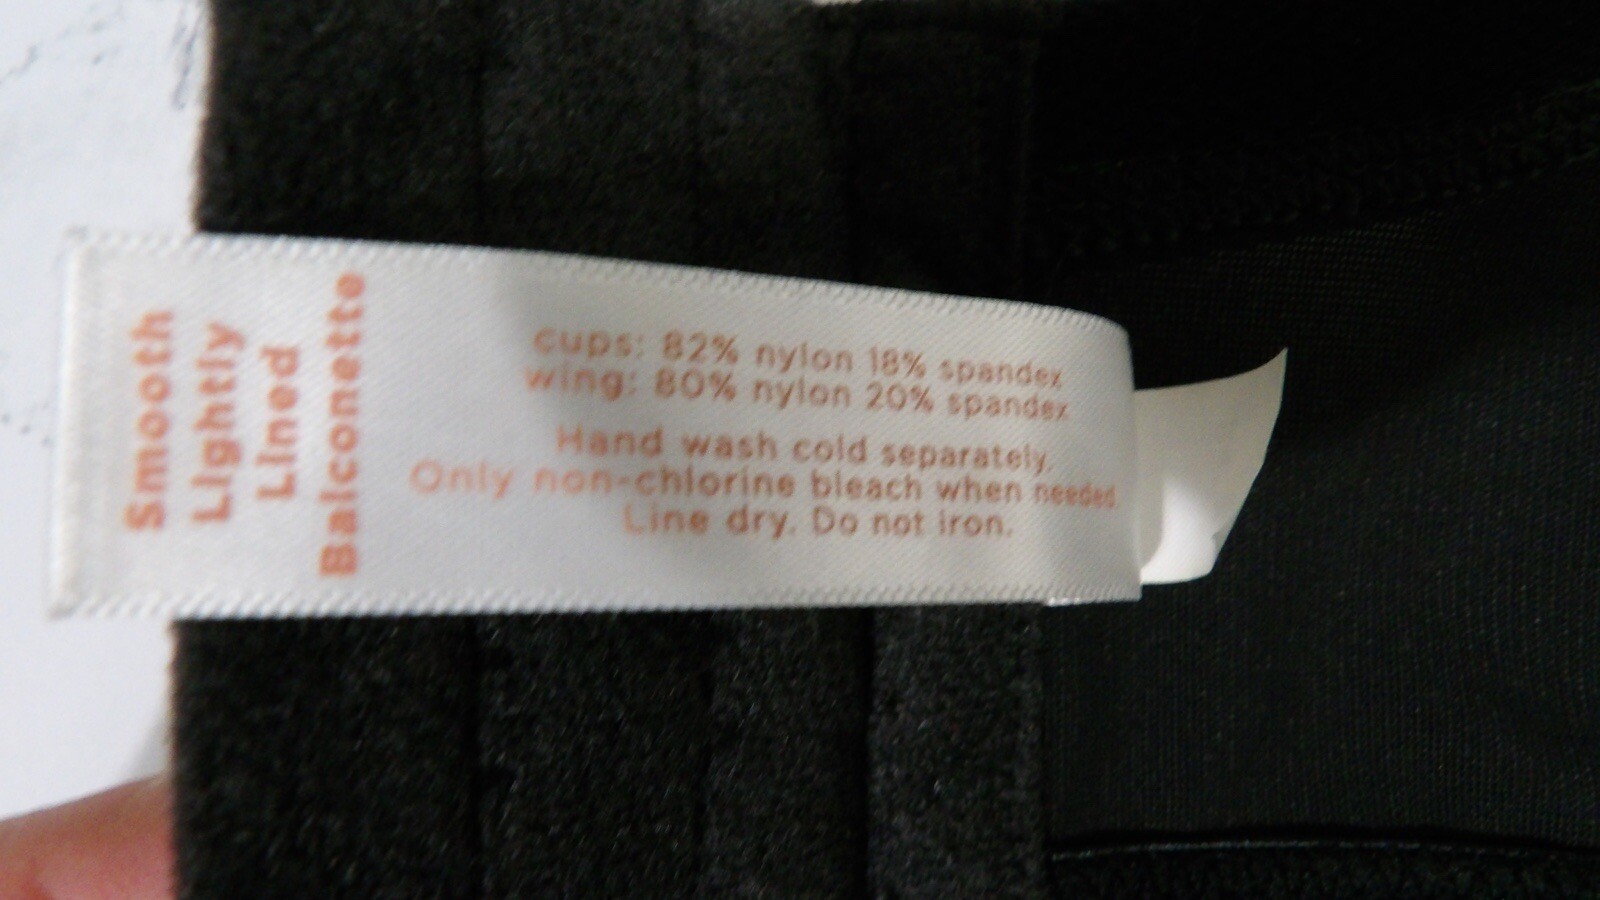 Smooth
Lightly
Lined
Balconette
cups: 82% nylon 18% spandex
wing: 80% nylon 20% spandex
Hand wash cold separately.
Only non-chlorine bleach when needed.
Line dry. Do not iron.